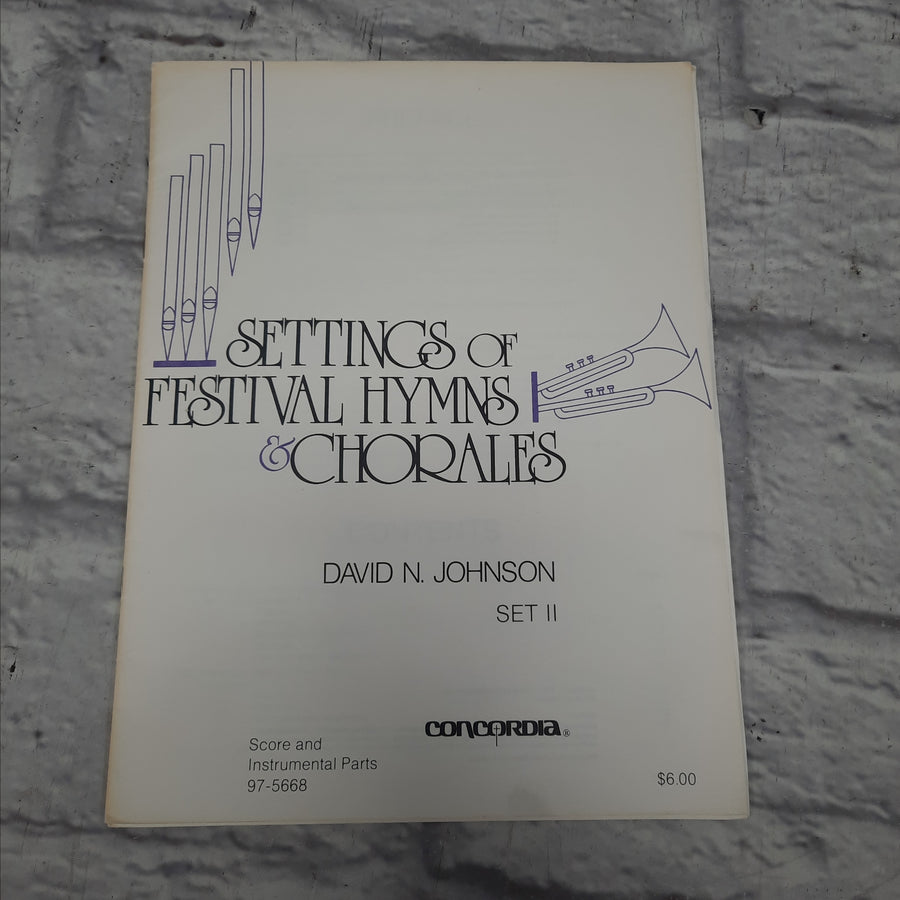 SETTINGS OF
FESTIVAL HYMNS
& CHORALES
DAVID N. JOHNSON
SET II
CONCORDIA®
Score and
Instrumental Parts
97-5668
$6.00